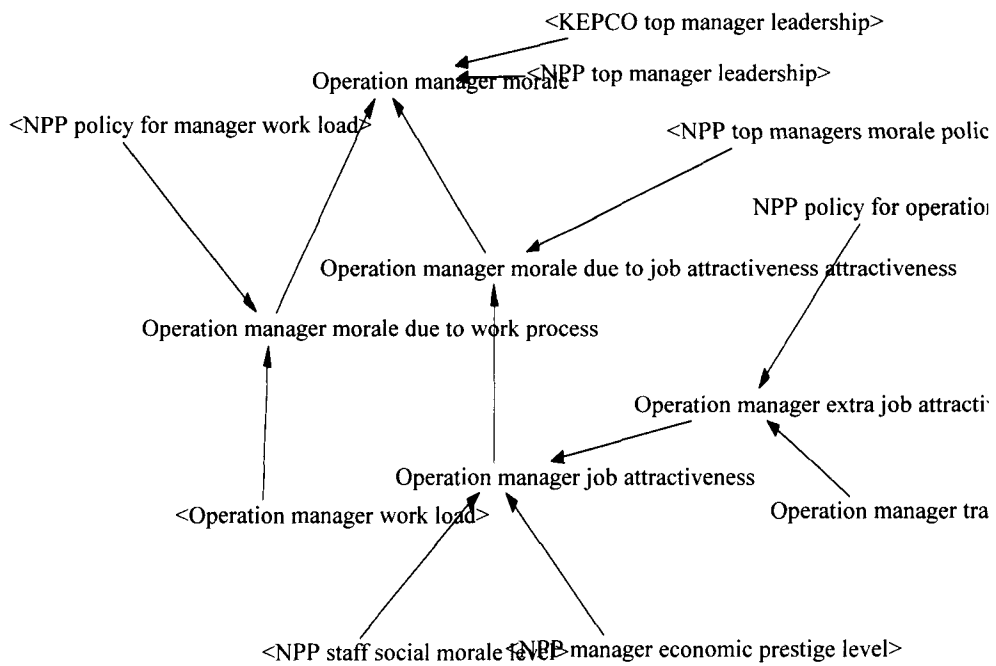 <KEPCO top manager leadership>
<NPP top manager leadership>
Operation manager morale
<NPP policy for manager work load>
<NPP top managers morale polic
NPP policy for operatio
Operation manager morale due to job attractiveness attractiveness
Operation manager morale due to work process
Operation manager extra job attracti
Operation manager job attractiveness
<Operation manager work load>
Operation manager tra
<NPP staff social morale level>
<NPP manager economic prestige level>